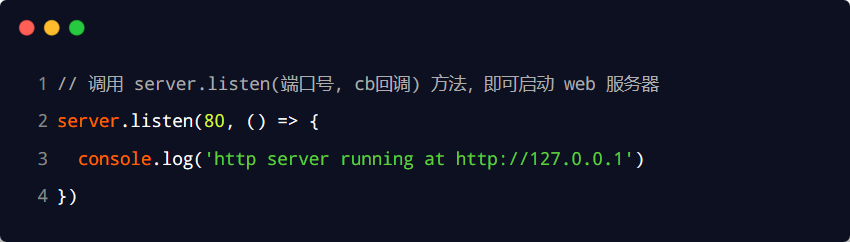 1 // 调用 server.listen(端口号, cb回调) 方法，即可启动 web 服务器
2 server.listen(80, () => {
3   console.log('http server running at http://127.0.0.1')
4 })